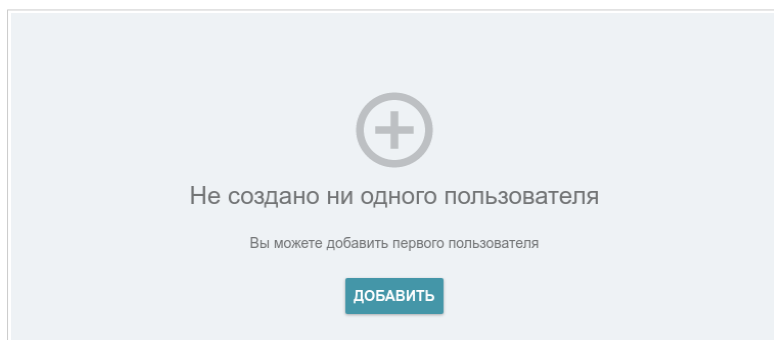 Не создано ни одного пользователя
Вы можете добавить первого пользователя
ДОБАВИТЬ